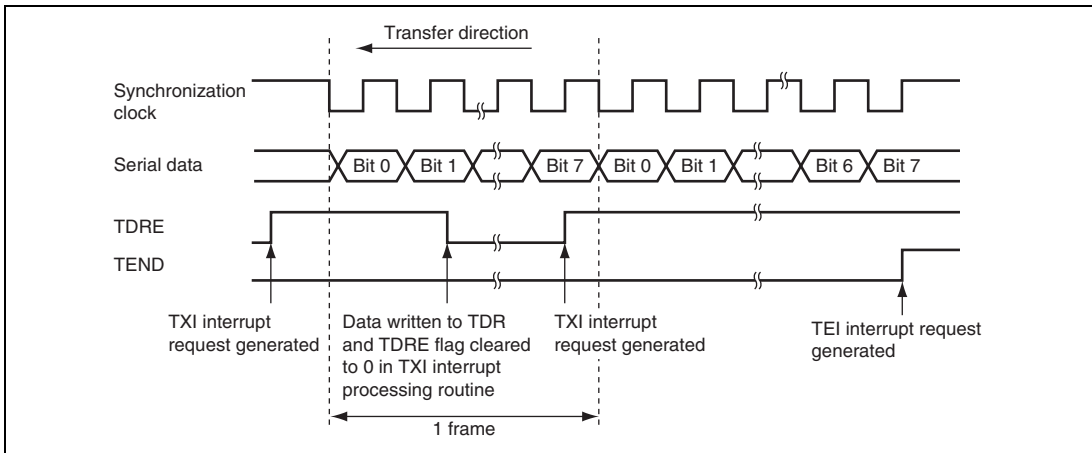 Transfer direction
Synchronization
clock
Serial data
Bit 0
Bit 1
Bit 7
Bit 0
Bit 1
Bit 6
Bit 7
TDRE
TEND
TXI interrupt
request generated
Data written to TDR
and TDRE flag cleared
to 0 in TXI interrupt
processing routine
TXI interrupt
request generated
TEI interrupt request
generated
1 frame